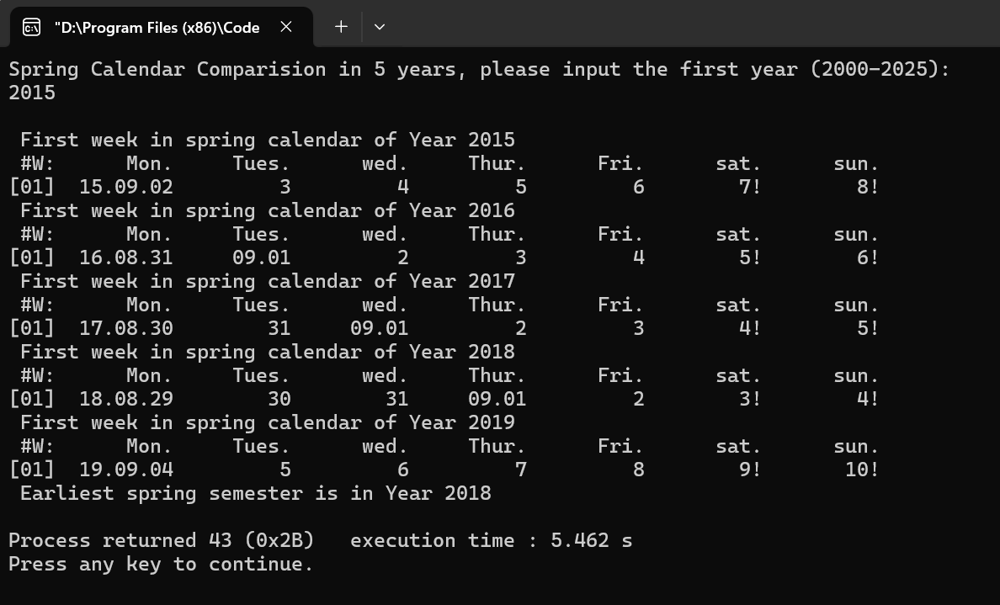 "D:\Program Files (x86)\Code
Spring Calendar Comparision in 5 years, please input the first year (2000-2025):
2015
First week in spring calendar of Year 2015
#W: Mon. Tues. wed. Thur. Fri. sat. sun.
[01] 15.09.02 3 4 5 6 7! 8!
First week in spring calendar of Year 2016
#W: Mon. Tues. wed. Thur. Fri. sat. sun.
[01] 16.08.31 09.01 2 3 4 5! 6!
First week in spring calendar of Year 2017
#W: Mon. Tues. wed. Thur. Fri. sat. sun.
[01] 17.08.30 31 09.01 2 3 4! 5!
First week in spring calendar of Year 2018
#W: Mon. Tues. wed. Thur. Fri. sat. sun.
[01] 18.08.29 30 31 09.01 2 3! 4!
First week in spring calendar of Year 2019
#W: Mon. Tues. wed. Thur. Fri. sat. sun.
[01] 19.09.04 5 6 7 8 9! 10!
Earliest spring semester is in Year 2018
Process returned 43 (0x2B) execution time : 5.462 s
Press any key to continue.